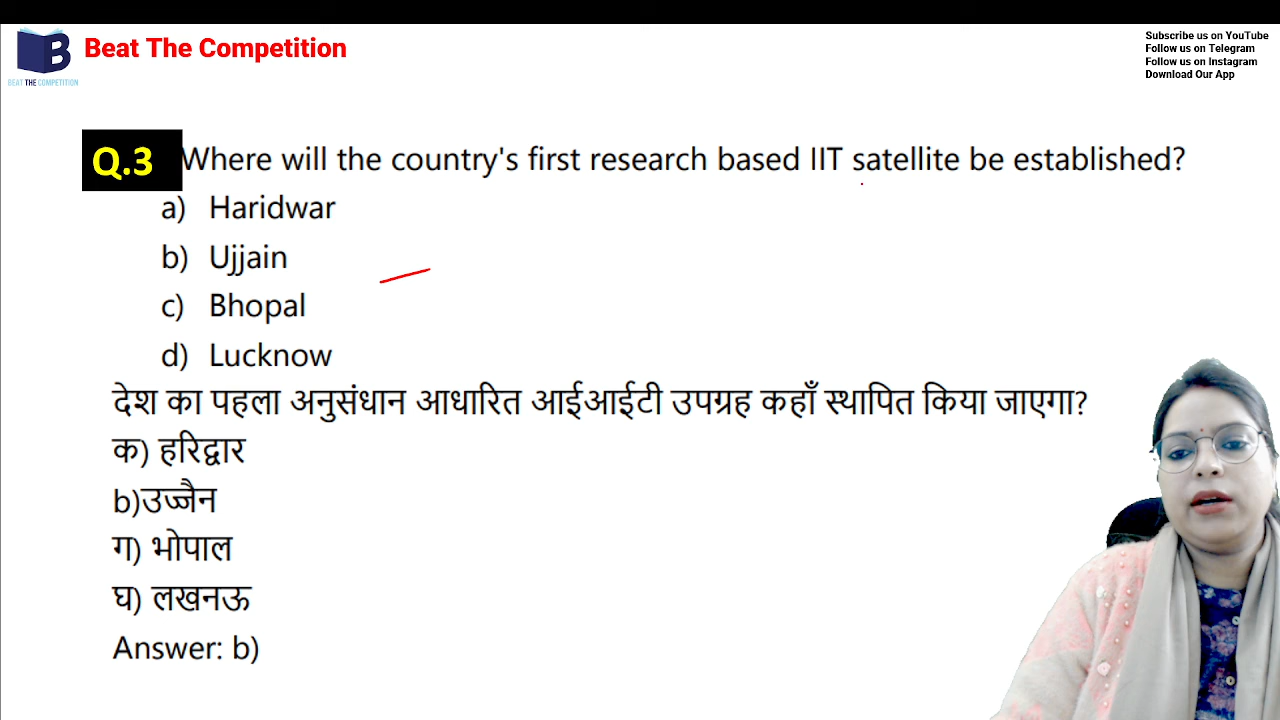 Beat The Competition
BEAT THE COMPETITION
Subscribe us on YouTube
Follow us on Telegram
Follow us on Instagram
Download Our App
Q.3 Where will the country's first research based IIT satellite be established?
a) Haridwar
b) Ujjain
c) Bhopal
d) Lucknow
देश का पहला अनुसंधान आधारित आईआईटी उपग्रह कहाँ स्थापित किया जाएगा?
क) हरिद्वार
b)उज्जैन
ग) भोपाल
घ) लखनऊ
Answer: b)